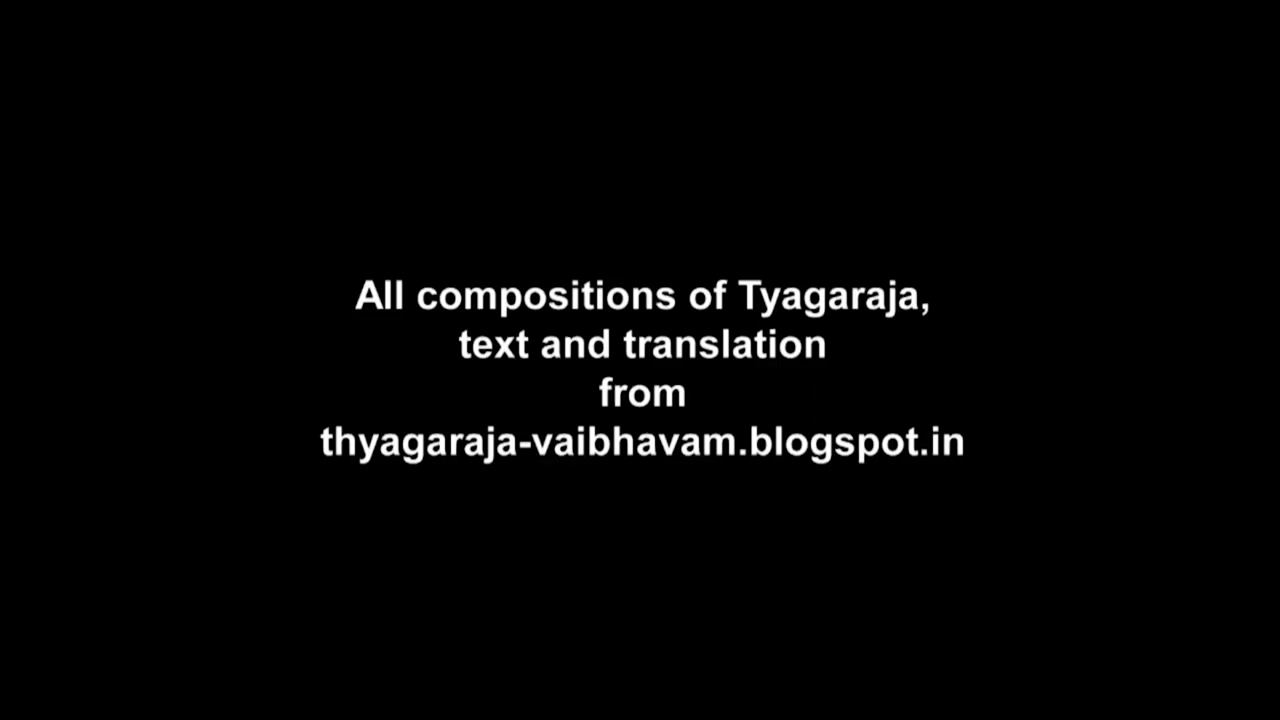 All compositions of Tyagaraja,
text and translation
from
thyagaraja-vaibhavam.blogspot.in